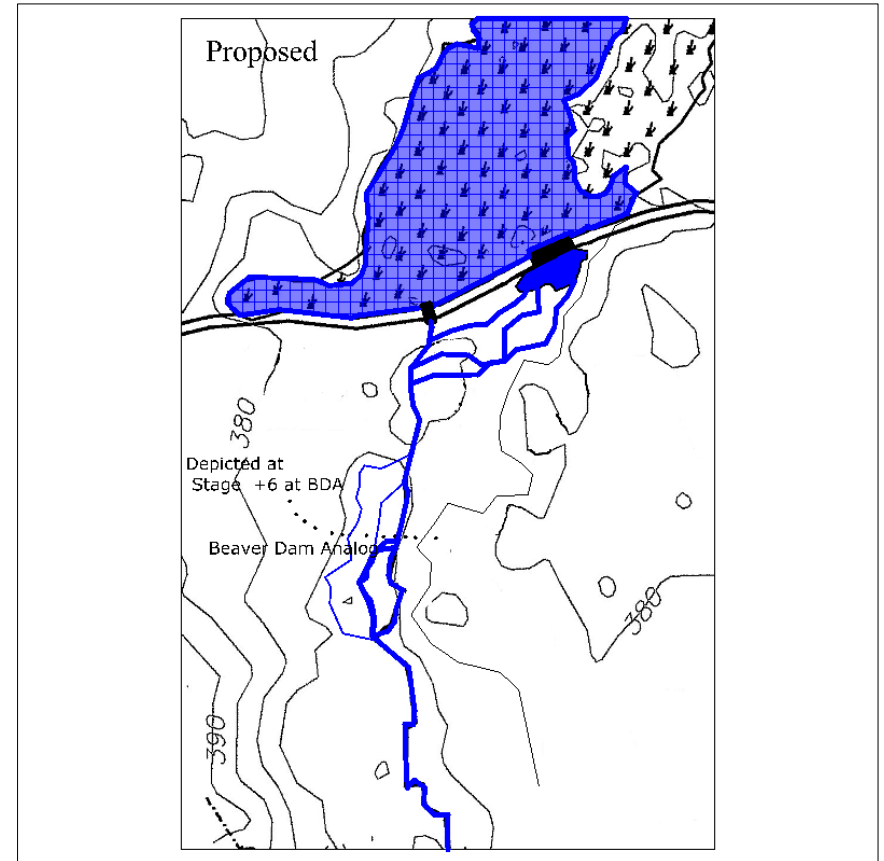 Proposed
380
Depicted at
Stage +6 at BDA
Beaver Dam Analog
380
390